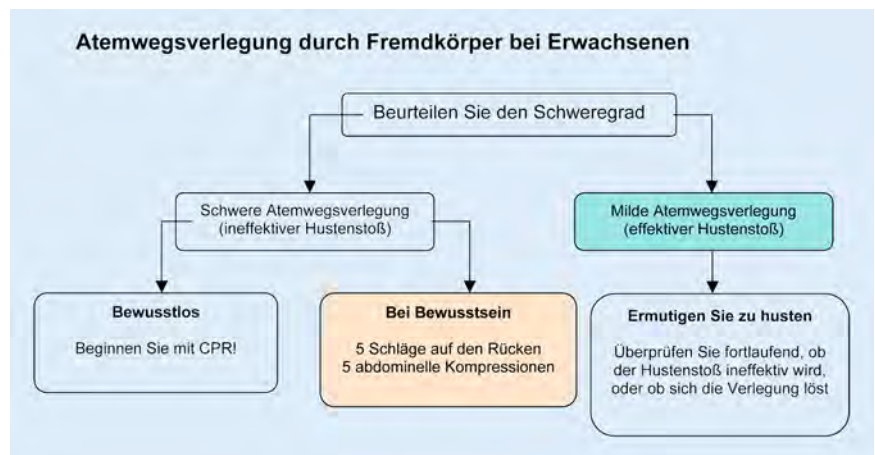 Atemwegsverlegung durch Fremdkörper bei Erwachsenen
Beurteilen Sie den Schweregrad
Schwere Atemwegsverlegung
(ineffektiver Hustenstoß)
Milde Atemwegsverlegung
(effektiver Hustenstoß)
Bewusstlos
Beginnen Sie mit CPR!
Bei Bewusstsein
5 Schläge auf den Rücken
5 abdominelle Kompressionen
Ermutigen Sie zu husten
Überprüfen Sie fortlaufend, ob
der Hustenstoß ineffektiv wird,
oder ob sich die Verlegung löst